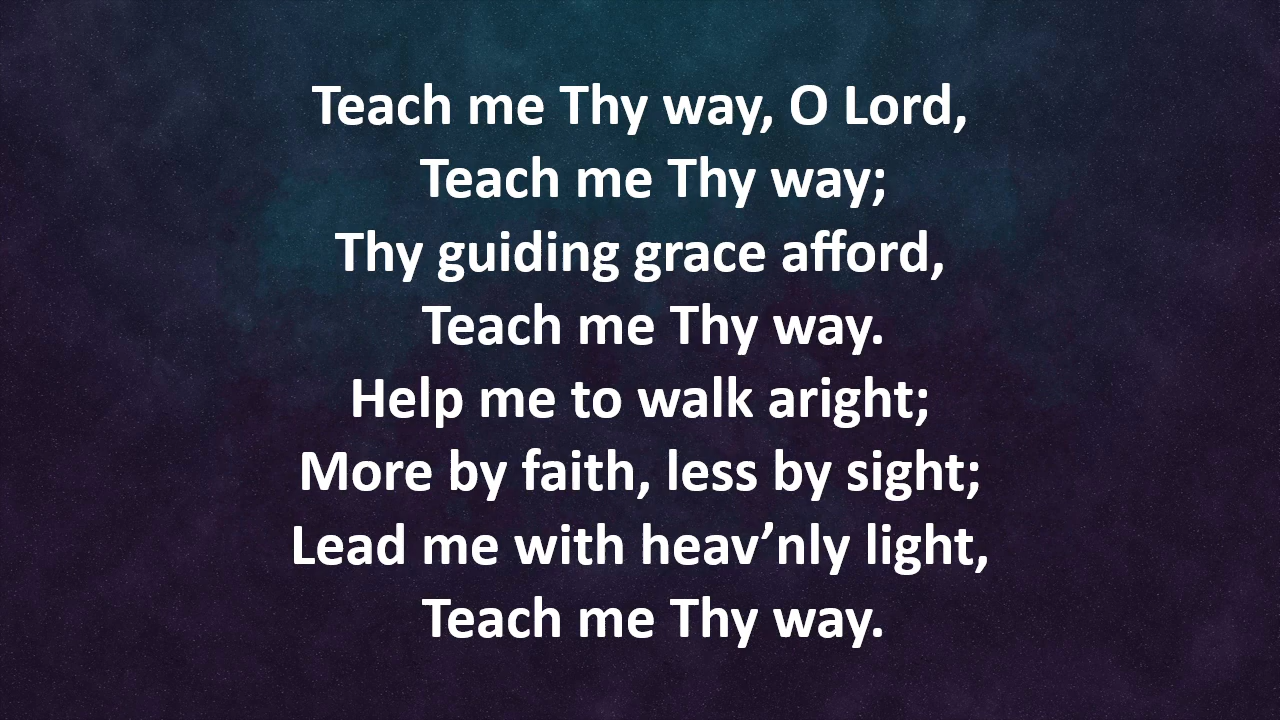 Teach me Thy way, O Lord,
Teach me Thy way;
Thy guiding grace afford,
Teach me Thy way.
Help me to walk aright;
More by faith, less by sight;
Lead me with heav’nly light,
Teach me Thy way.